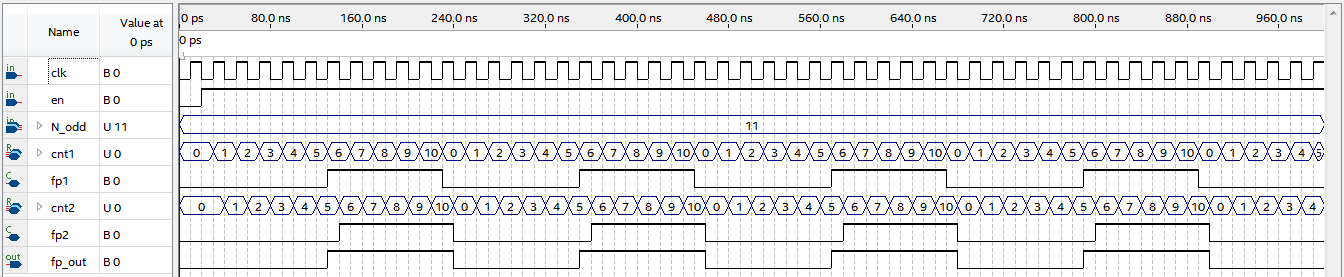 Name Value at 0 ps
0 ps 80.0 ns 160.0 ns 240.0 ns 320.0 ns 400.0 ns 480.0 ns 560.0 ns 640.0 ns 720.0 ns 800.0 ns 880.0 ns 960.0 ns
0 ps
in clk B 0
in en B 0
in N_odd U 11 11
R cnt1 U 0 0 1 2 3 4 5 6 7 8 9 10 0 1 2 3 4 5 6 7 8 9 10 0 1 2 3 4 5 6 7 8 9 10 0 1 2 3 4 5 6 7 8 9 10 0 1 2 3 4 5
C fp1 B 0
R cnt2 U 0 0 1 2 3 4 5 6 7 8 9 10 0 1 2 3 4 5 6 7 8 9 10 0 1 2 3 4 5 6 7 8 9 10 0 1 2 3 4 5 6 7 8 9 10 0 1 2 3 4
C fp2 B 0
out fp_out B 0